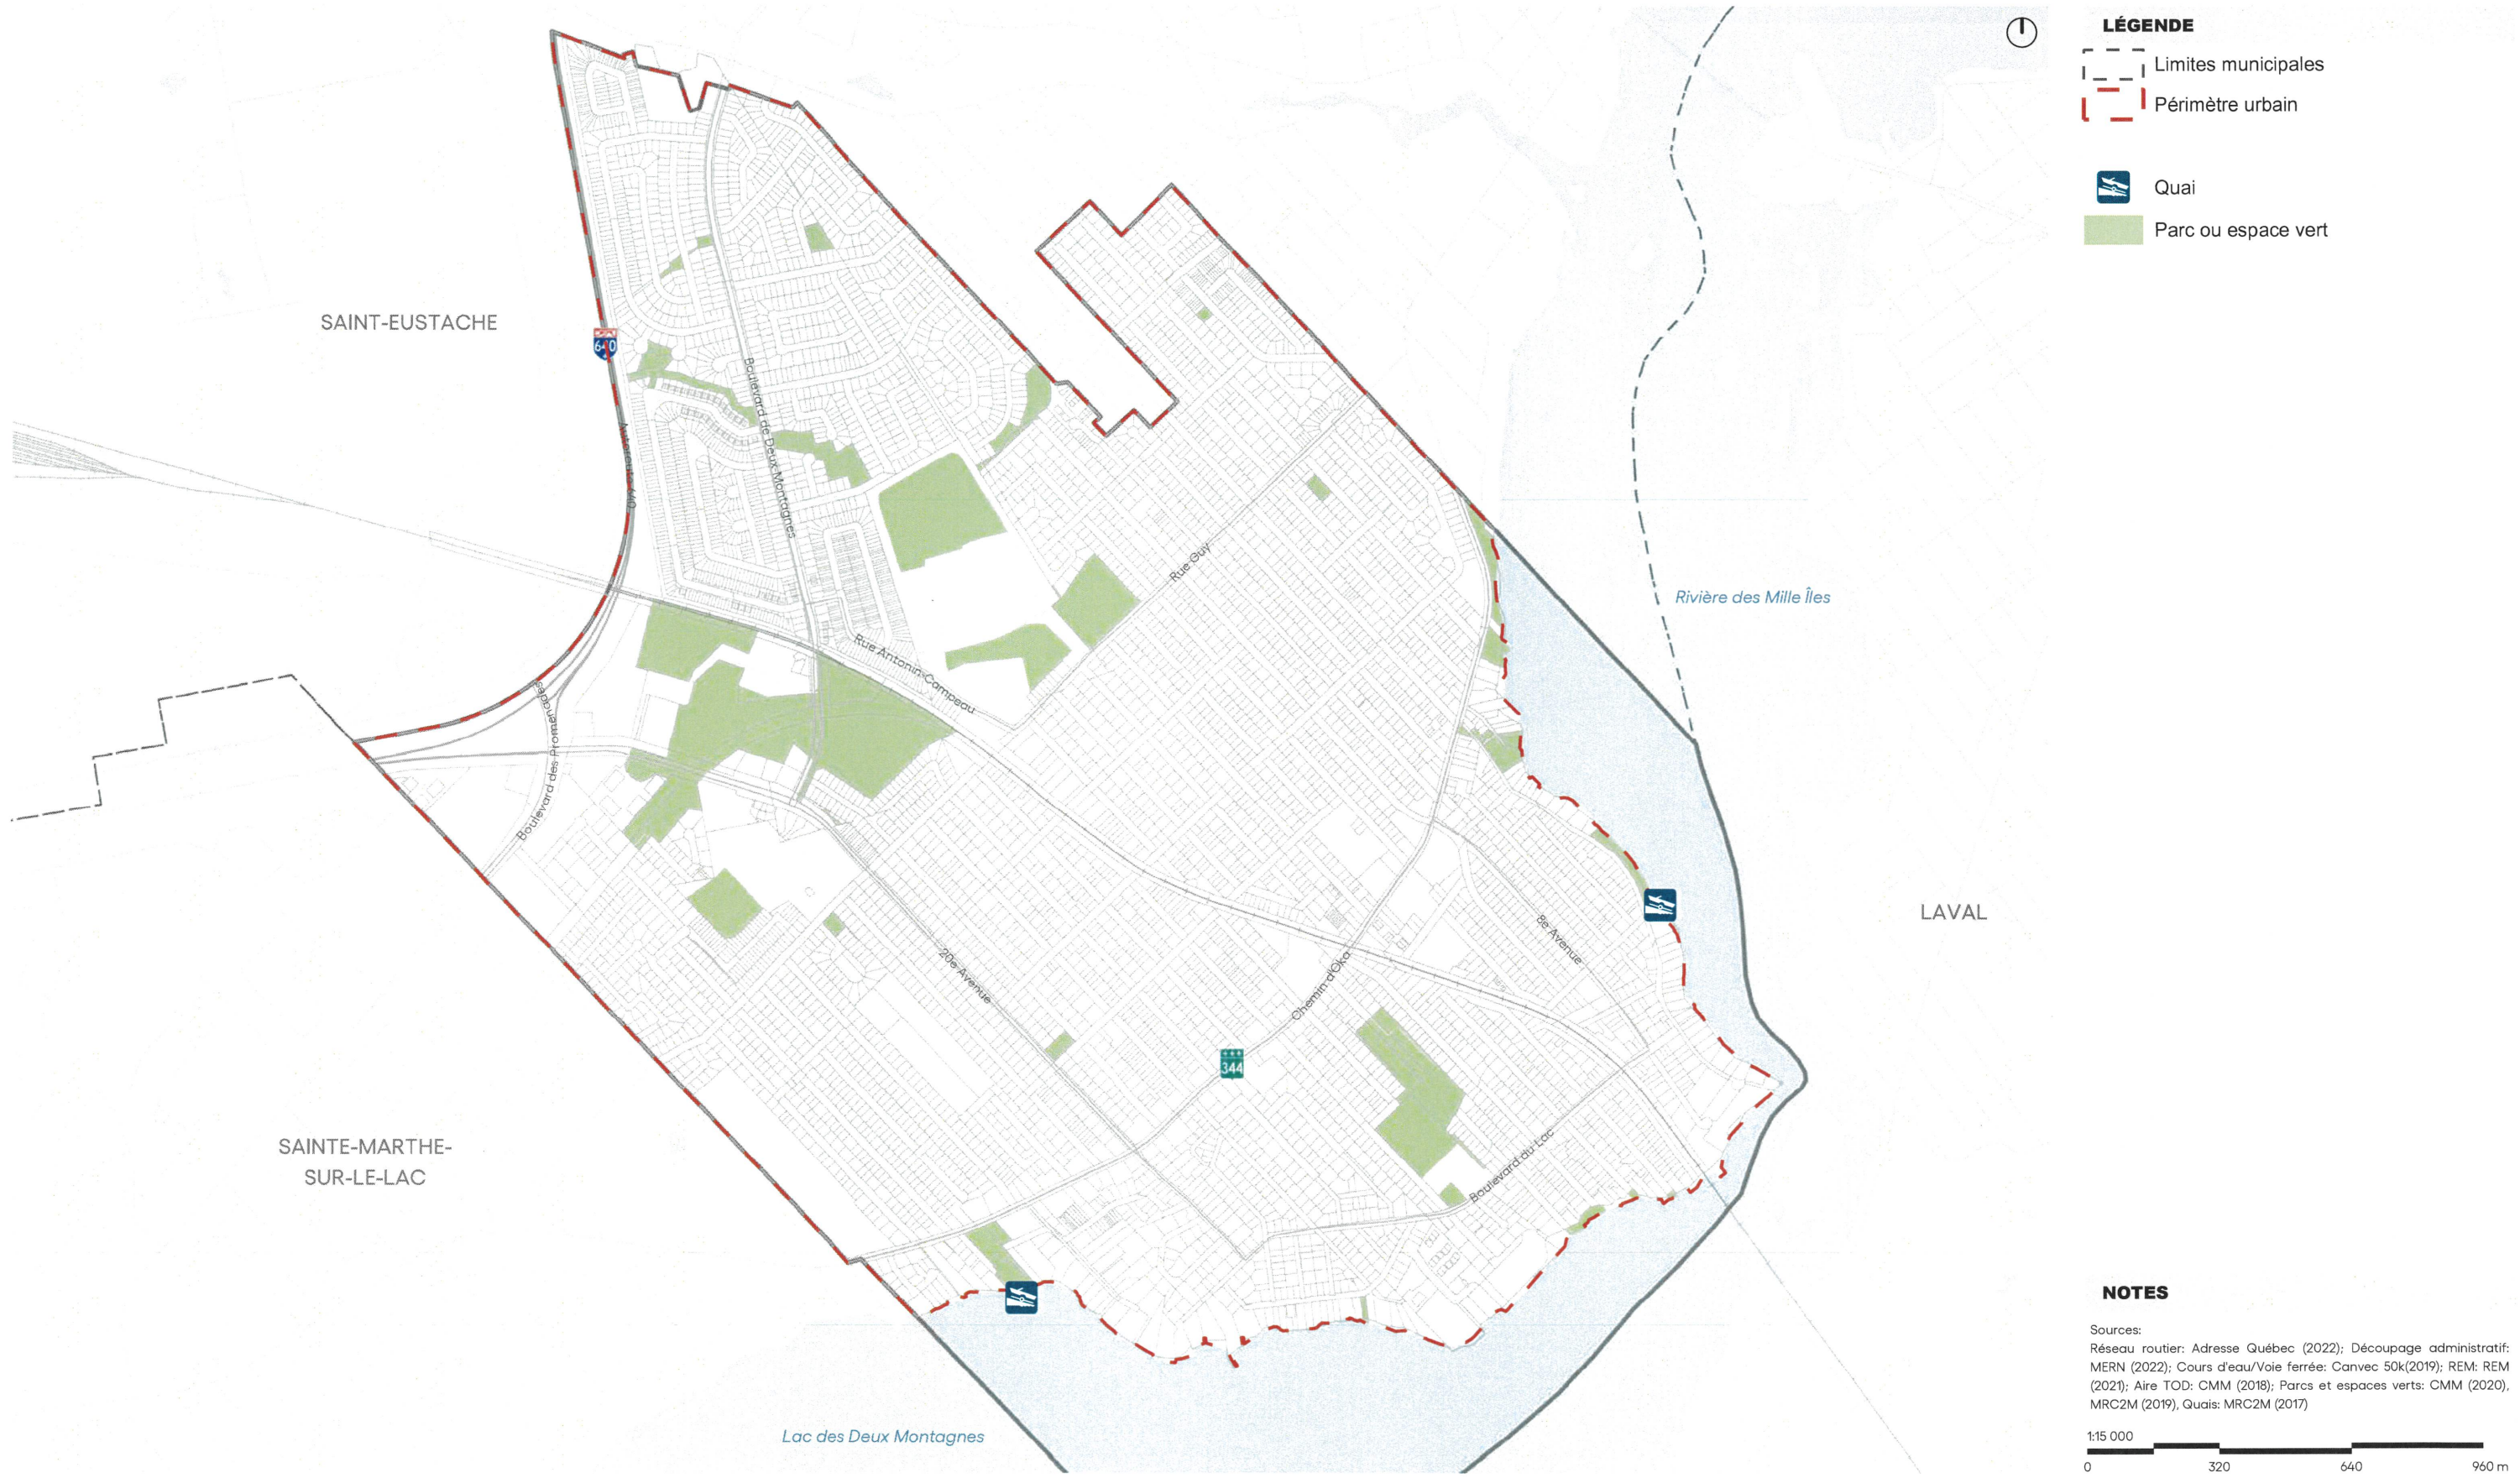 LÉGENDE
Limites municipales
Périmètre urbain
Quai
Parc ou espace vert
SAINT-EUSTACHE
640
Autoroute 640
Boulevard de Deux-Montagnes
Rue Guy
Rivière des Mille Îles
Rue Antonin-Campeau
Boulevard des Promenades
LAVAL
8e Avenue
20e Avenue
Chemin d'Oka
344
SAINTE-MARTHE-
SUR-LE-LAC
Boulevard du Lac
Lac des Deux Montagnes
NOTES
Sources:
Réseau routier: Adresse Québec (2022); Découpage administratif:
MERN (2022); Cours d'eau/Voie ferrée: Canvec 50k(2019); REM: REM
(2021); Aire TOD: CMM (2018); Parcs et espaces verts: CMM (2020),
MRC2M (2019), Quais: MRC2M (2017)
1:15 000
0 320 640 960 m